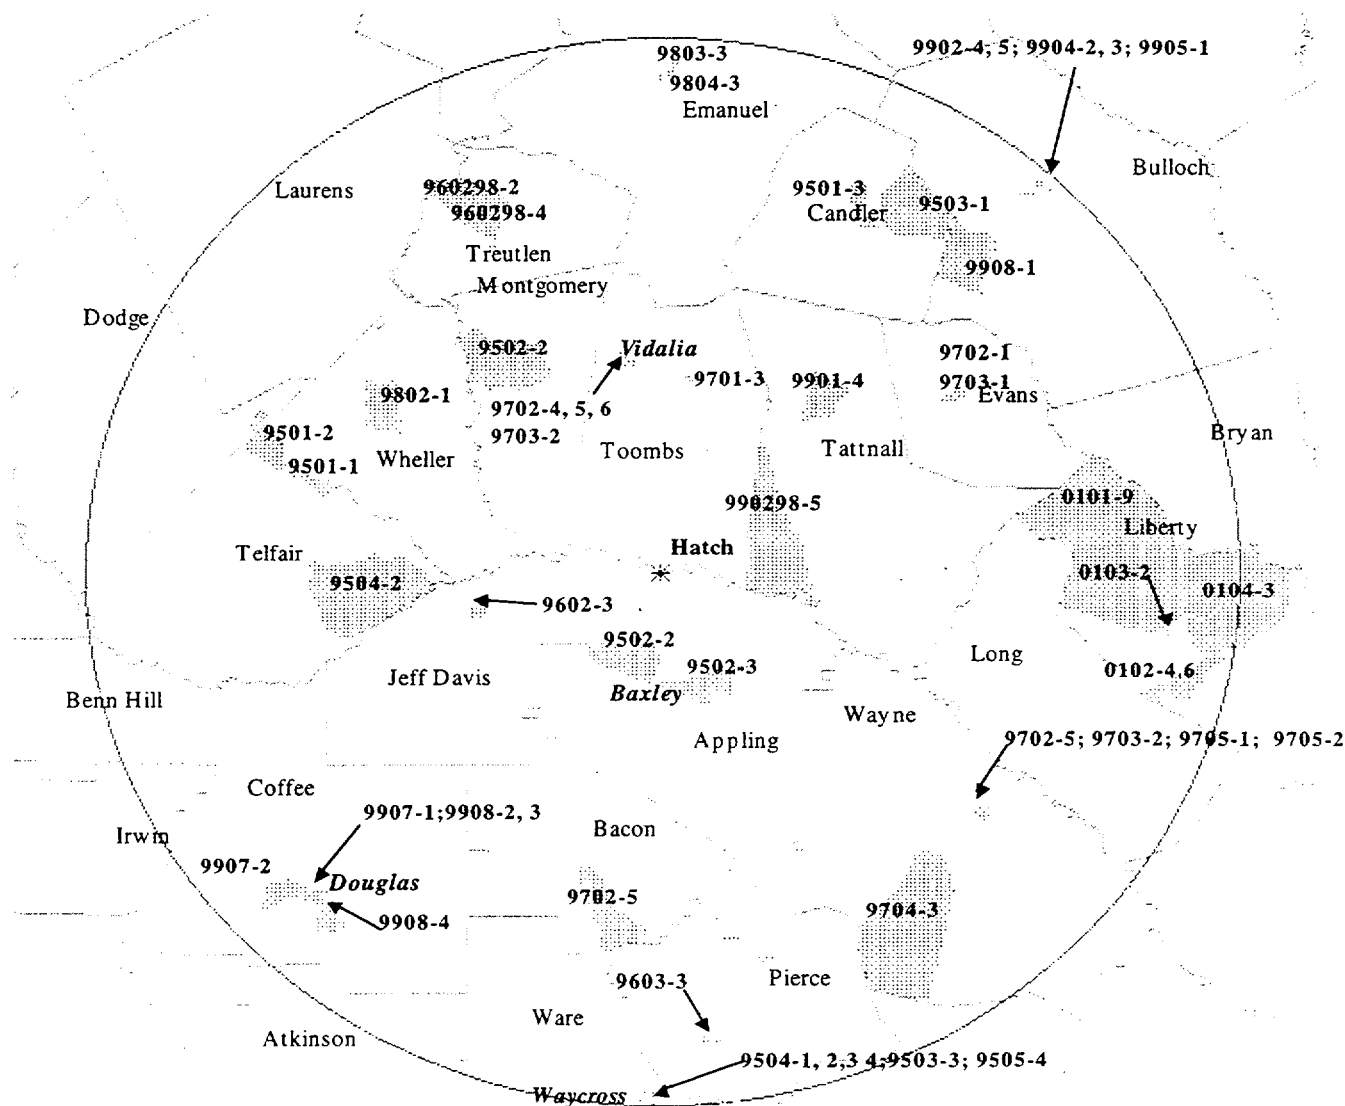 9803-3
9902-4, 5; 9904-2, 3; 9905-1
9804-3
Emanuel
Bulloch
Laurens
960298-2
9501-3
9503-1
960298-4
Candler
Treutlen
9908-1
Montgomery
Dodge
9502-2
Vidalia
9702-1
9701-3
9901-4
9703-1
9802-1
Evans
9702-4, 5, 6
9501-2
9703-2
Bryan
9501-1
Wheller
Toombs
Tattnall
0101-9
990298-5
Liberty
Telfair
Hatch
9504-2
0103-2
0104-3
9602-3
9502-2
Long
9502-3
0102-4,6
Jeff Davis
Baxley
Benn Hill
Wayne
Appling
9702-5; 9703-2; 9705-1; 9705-2
Coffee
9907-1;9908-2, 3
Irwin
Bacon
9907-2
Douglas
9702-5
9704-3
9908-4
9603-3
Pierce
Ware
Atkinson
9504-1, 2,3 4;9503-3; 9505-4
Waycross